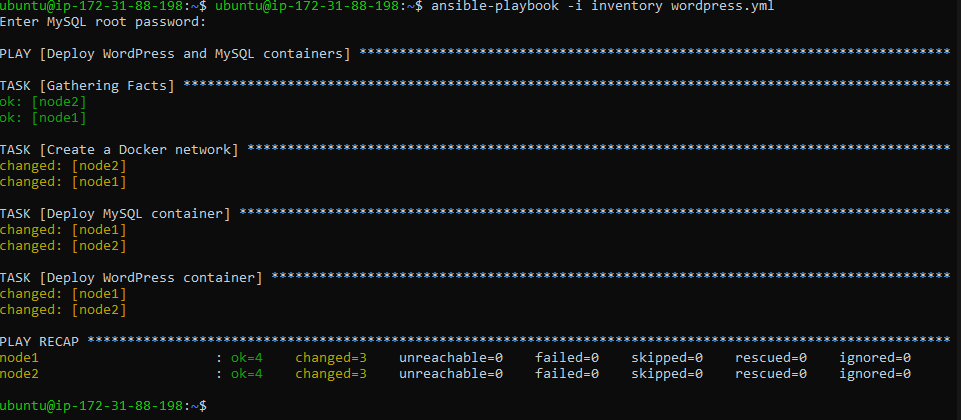 ubuntu@ip-172-31-88-198:~$ ubuntu@ip-172-31-88-198:~$ ansible-playbook -i inventory wordpress.yml
Enter MySQL root password:
PLAY [Deploy WordPress and MySQL containers] **************************************************************************
TASK [Gathering Facts] ************************************************************************************************
ok: [node2]
ok: [node1]
TASK [Create a Docker network] ****************************************************************************************
changed: [node2]
changed: [node1]
TASK [Deploy MySQL container] *****************************************************************************************
changed: [node1]
changed: [node2]
TASK [Deploy WordPress container] *************************************************************************************
changed: [node1]
changed: [node2]
PLAY RECAP ************************************************************************************************************
node1                      : ok=4    changed=3    unreachable=0    failed=0    skipped=0    rescued=0    ignored=0
node2                      : ok=4    changed=3    unreachable=0    failed=0    skipped=0    rescued=0    ignored=0
ubuntu@ip-172-31-88-198:~$